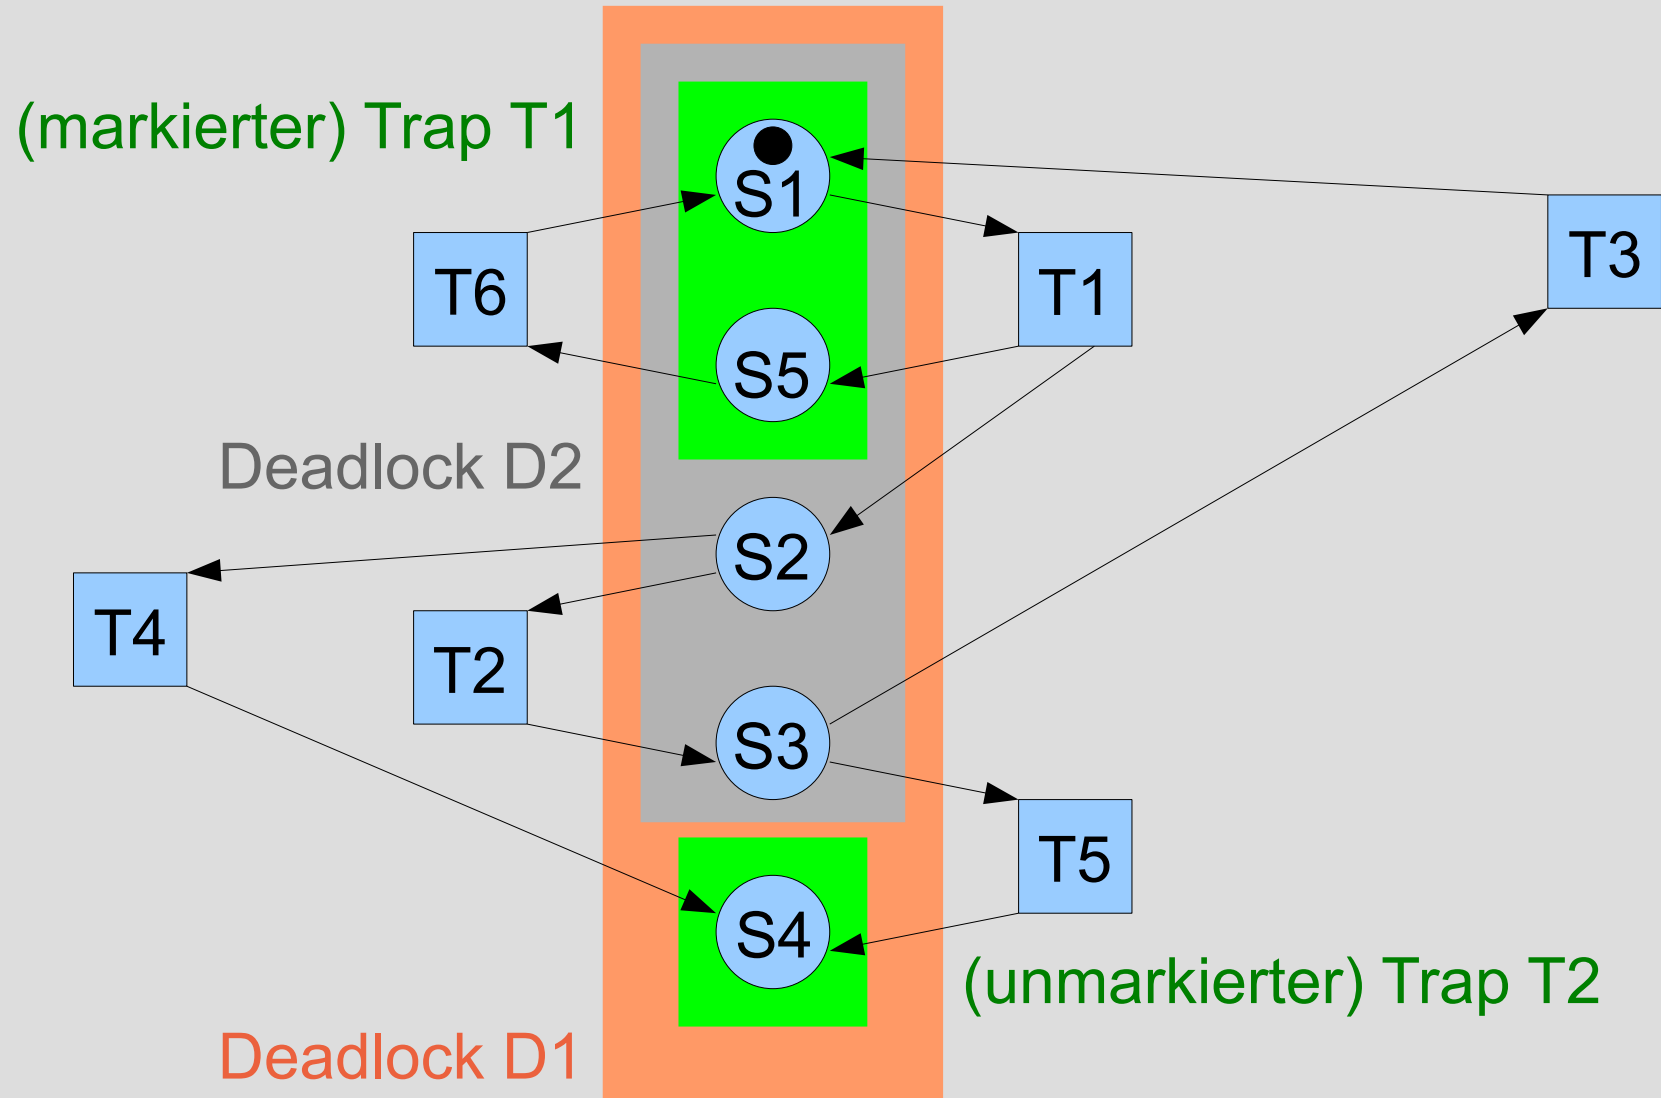 (markierter) Trap T1
S1
T3
T6
T1
S5
Deadlock D2
S2
T4
T2
S3
T5
S4
(unmarkierter) Trap T2
Deadlock D1